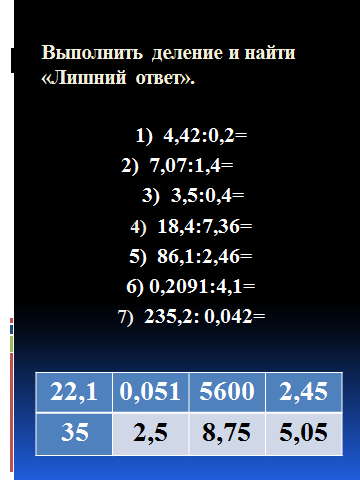 Выполнить деление и найти
«Лишний ответ».
1) 4,42:0,2=
2) 7,07:1,4=
3) 3,5:0,4=
4) 18,4:7,36=
5) 86,1:2,46=
6) 0,2091:4,1=
7) 235,2: 0,042=
22,1 0,051 5600 2,45
35 2,5 8,75 5,05